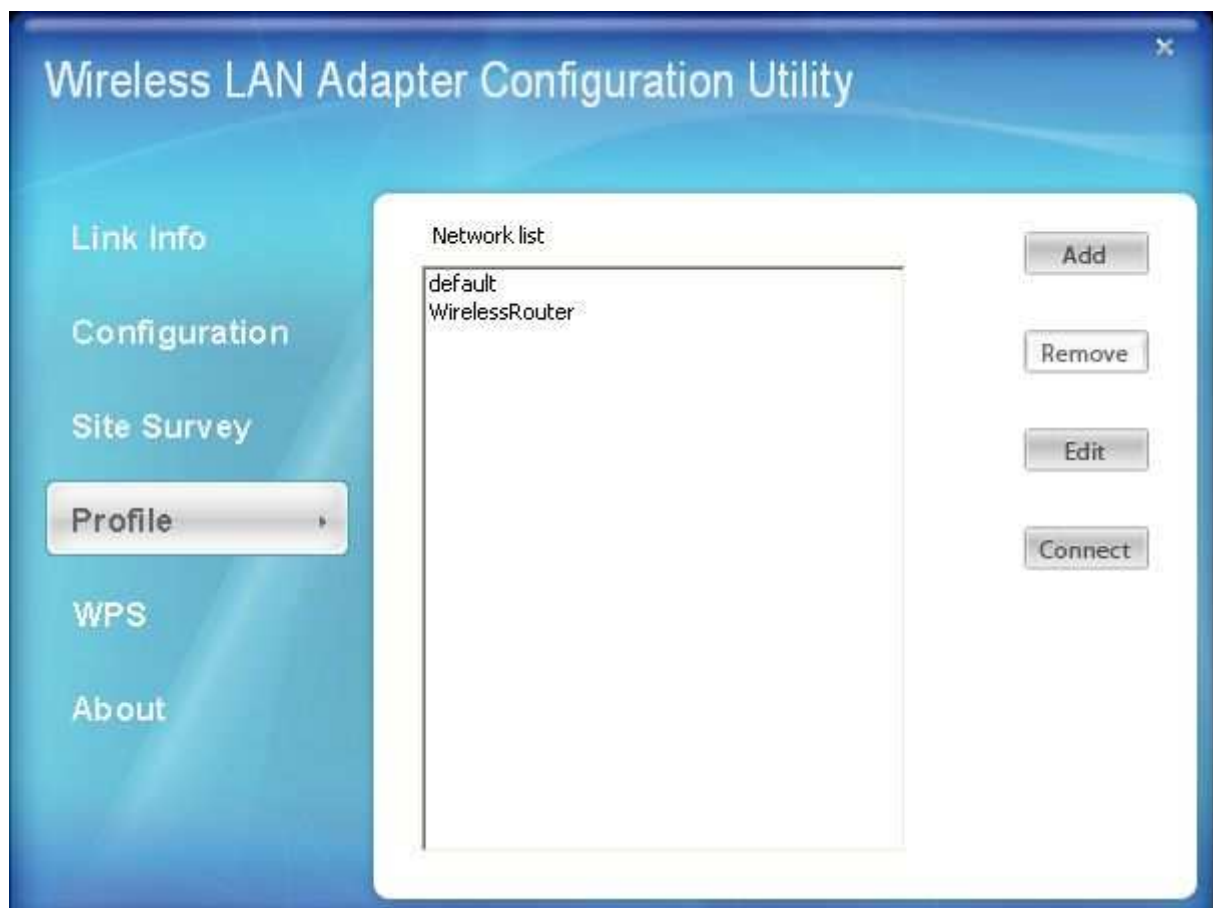 Wireless LAN Adapter Configuration Utility
Link Info
Configuration
Site Survey
Profile
WPS
About
Network list
default
WirelessRouter
Add
Remove
Edit
Connect